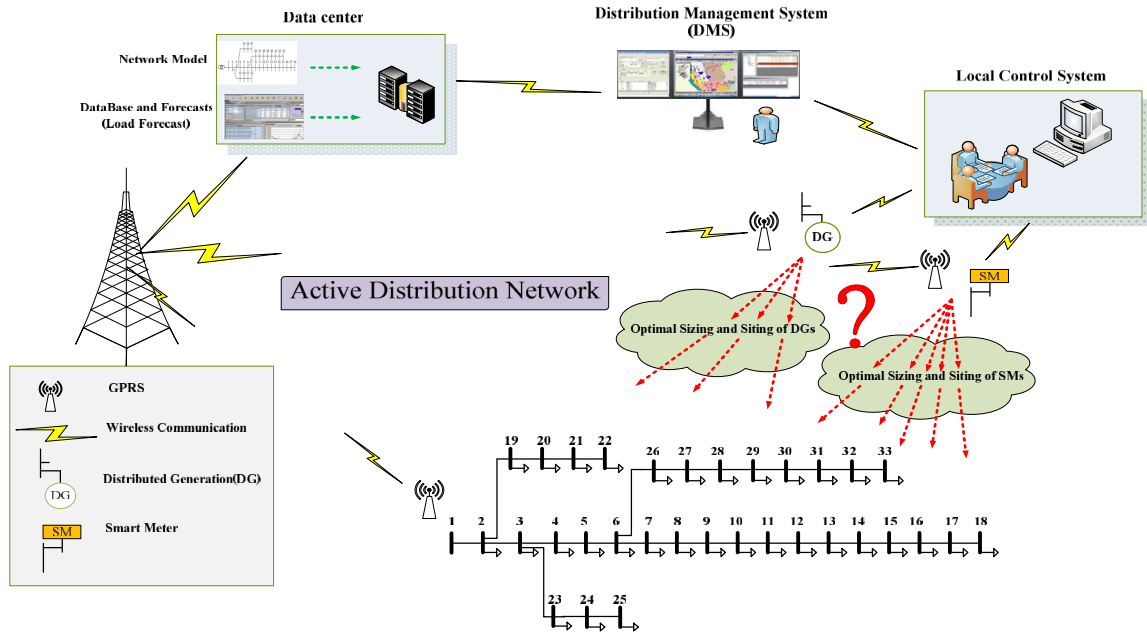 Data center
Network Model
DataBase and Forecasts
(Load Forecast)
Distribution Management System
(DMS)
Local Control System
DG
SM
Active Distribution Network
?
Optimal Sizing and Siting of DGs
Optimal Sizing and Siting of SMs
GPRS
Wireless Communication
Distributed Generation(DG)
DG
Smart Meter
SM
19 20 21 22
26 27 28 29 30 31 32 33
1 2 3 4 5 6 7 8 9 10 11 12 13 14 15 16 17 18
23 24 25